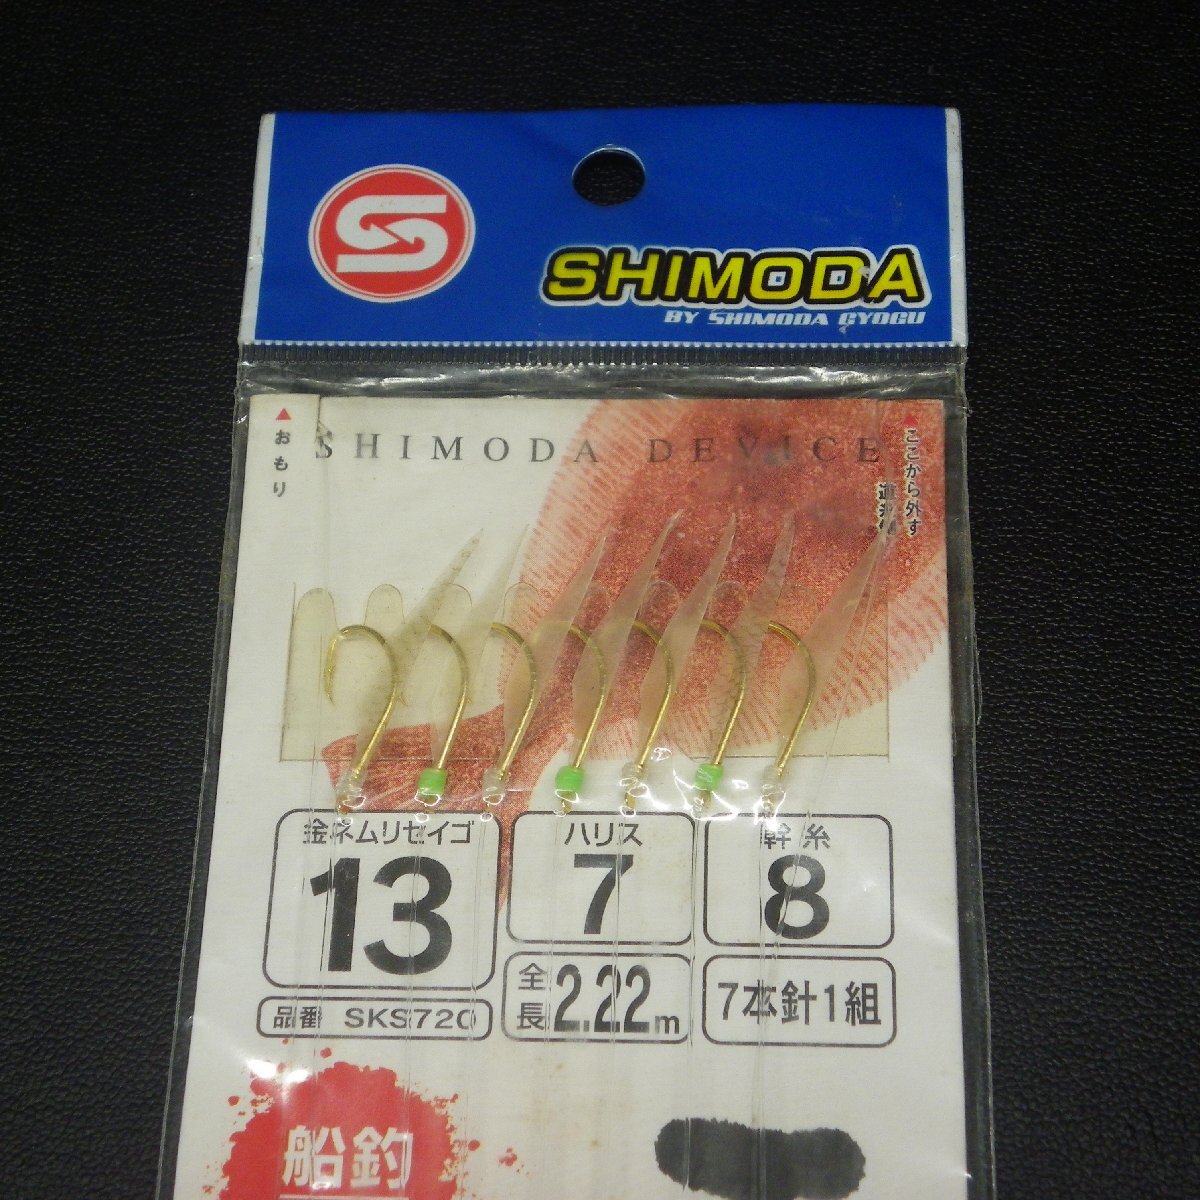 S
SHIMODA
BY SHIMODA GYOGU
▲おもり
SHIMODA DEVICE
▲ここから外す
金ネムリセイゴ
13
ハリス
7
幹糸
8
品番 SKS720
全長 2.22m
7本針1組
船釣